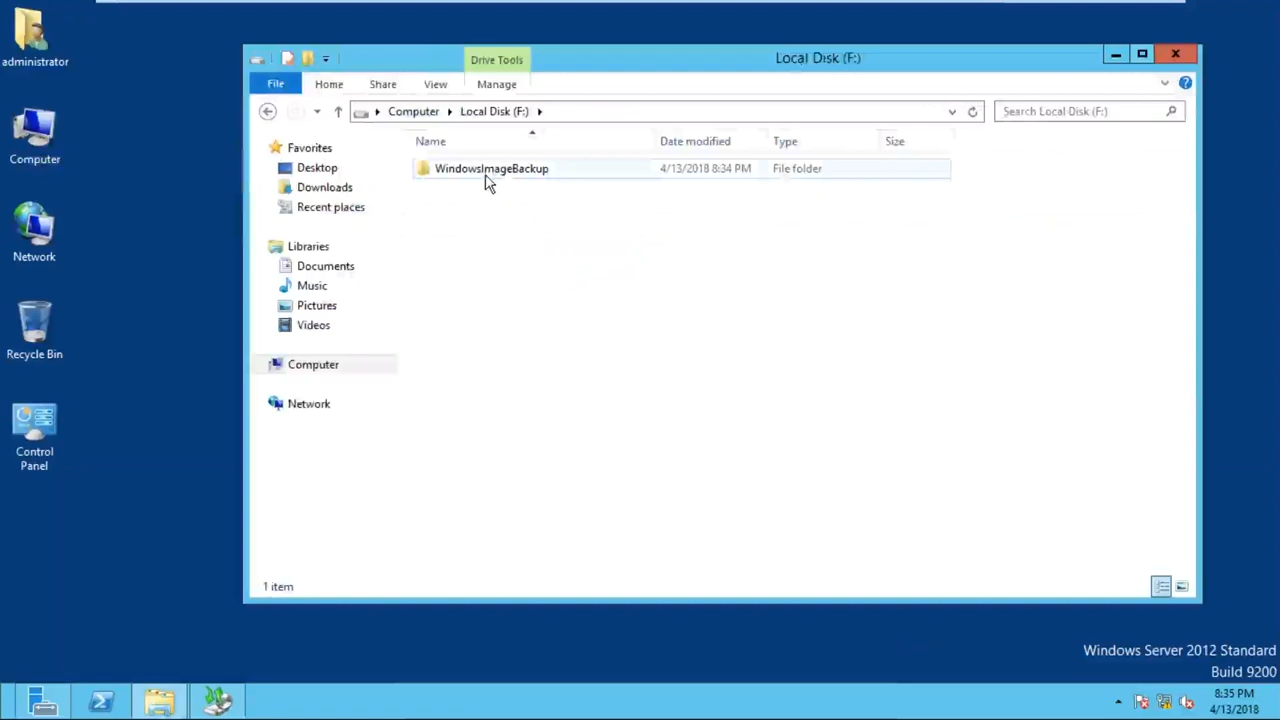 administrator
Computer
Network
Recycle Bin
Control
Panel
Drive Tools
Local Disk (F:)
File
Home
Share
View
Manage
Computer
Local Disk (F:)
Search Local Disk (F:)
Favorites
Desktop
Downloads
Recent places
Libraries
Documents
Music
Pictures
Videos
Computer
Network
Name
Date modified
Type
Size
WindowsImageBackup
4/13/2018 8:34 PM
File folder
1 item
Windows Server 2012 Standard
Build 9200
8:35 PM
4/13/2018